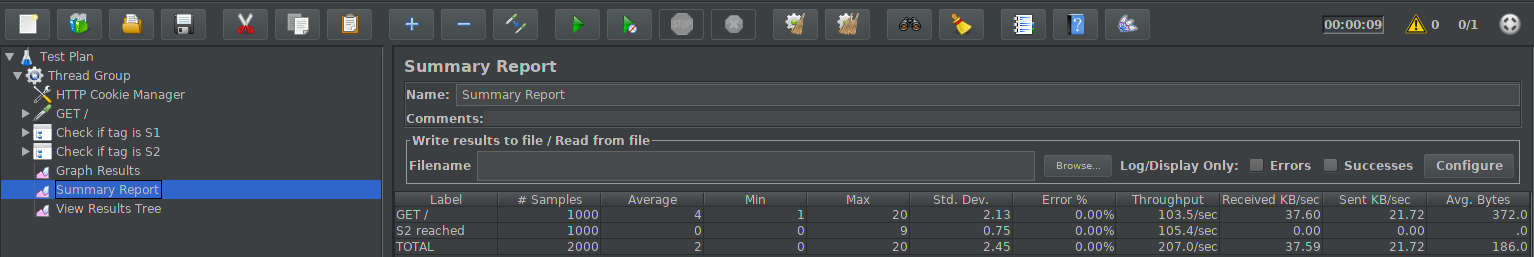 STOP
00:00:09 0 0/1
Test Plan
Thread Group
HTTP Cookie Manager
GET /
Check if tag is S1
Check if tag is S2
Graph Results
Summary Report
View Results Tree
Summary Report
Name: Summary Report
Comments:
Write results to file / Read from file
Filename Browse... Log/Display Only: Errors Successes Configure
Label # Samples Average Min Max Std. Dev. Error % Throughput Received KB/sec Sent KB/sec Avg. Bytes
GET / 1000 4 1 20 2.13 0.00% 103.5/sec 37.60 21.72 372.0
S2 reached 1000 0 0 9 0.75 0.00% 105.4/sec 0.00 0.00 .0
TOTAL 2000 2 0 20 2.45 0.00% 207.0/sec 37.59 21.72 186.0